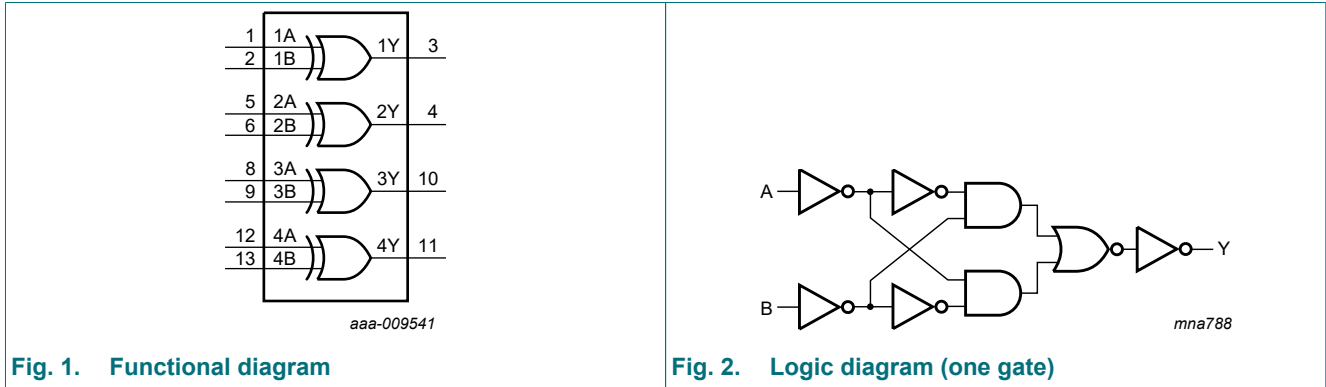 1 1A 1Y 3
2 1B
5 2A 2Y 4
6 2B
8 3A 3Y 10
9 3B
12 4A 4Y 11
13 4B
aaa-009541
Fig. 1. Functional diagram
A
Y
B
mna788
Fig. 2. Logic diagram (one gate)